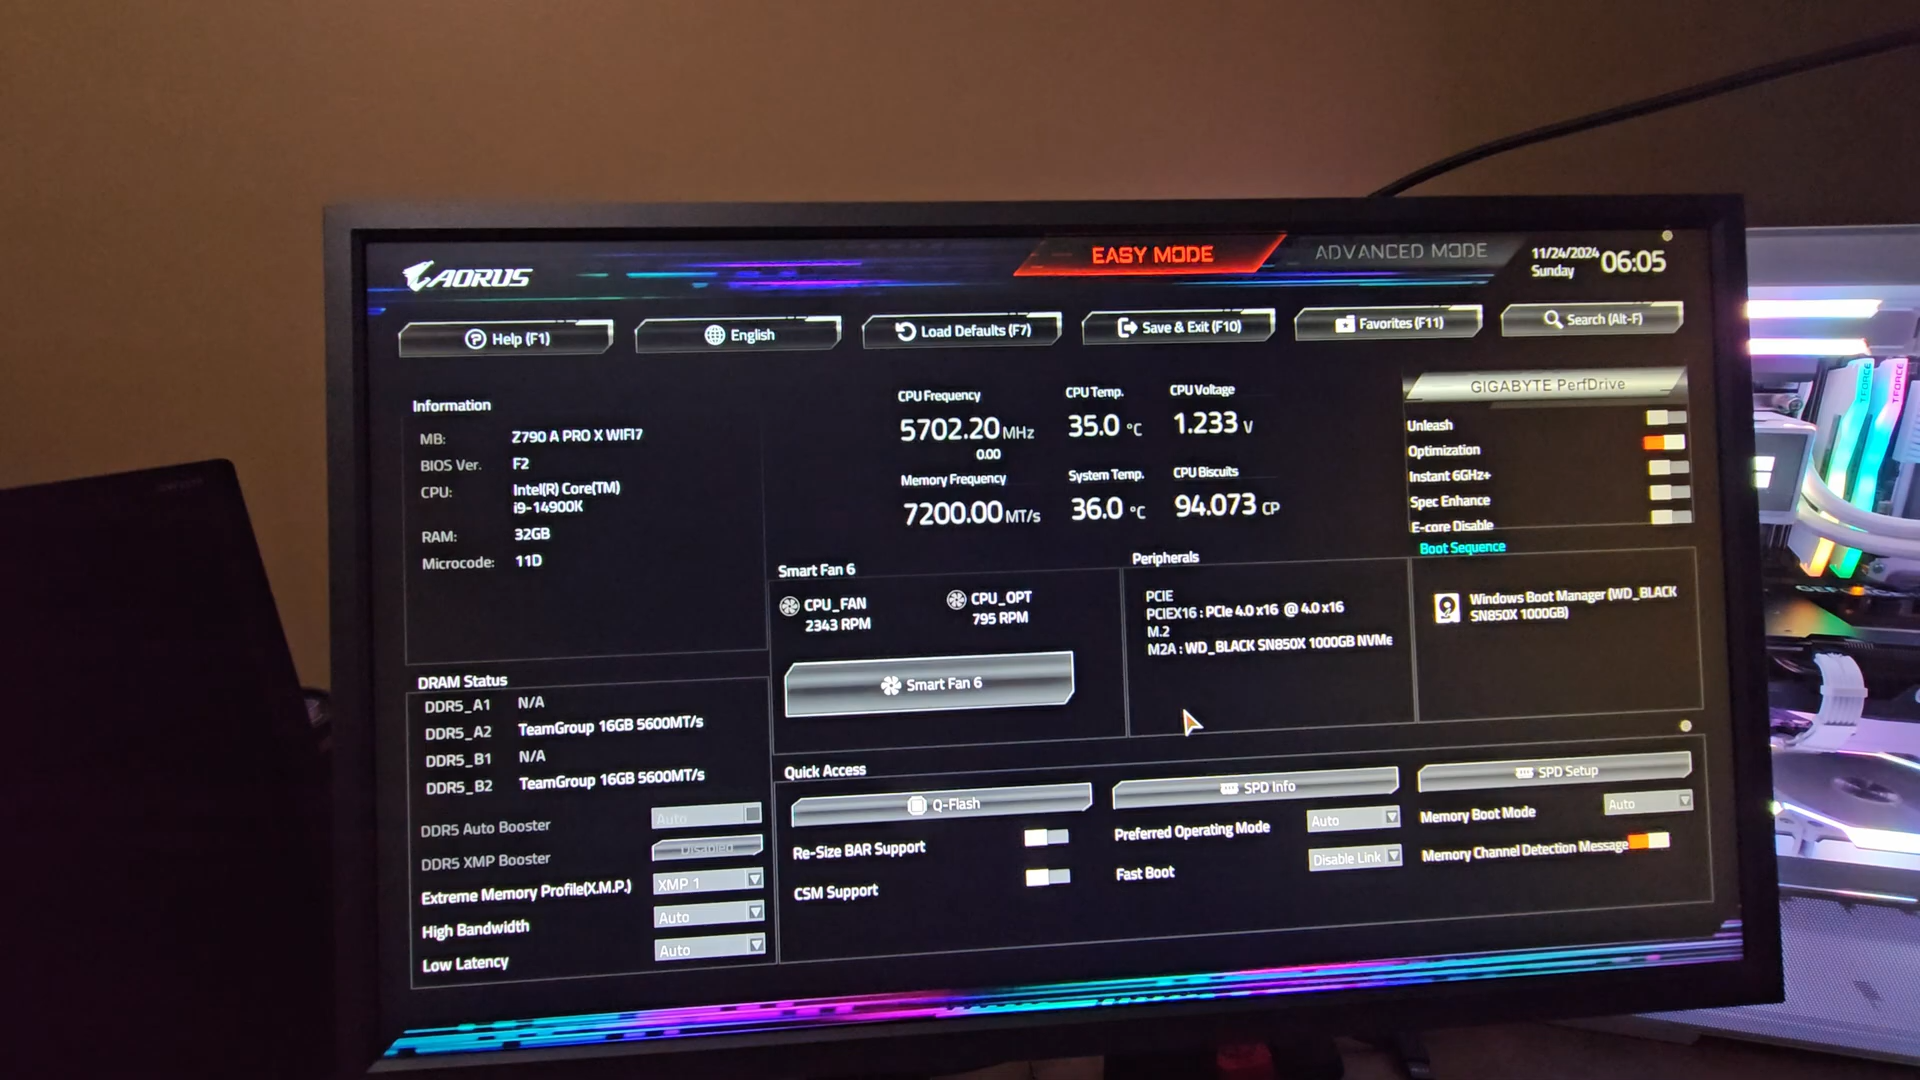 AORUS
EASY MODE
ADVANCED MODE
11/24/2024
Sunday
06:05
Help (F1)
English
Load Defaults (F7)
Save & Exit (F10)
Favorites (F11)
Search (Alt-F)
Information
MB: Z790 A PRO X WIFI7
BIOS Ver. F2
CPU: Intel(R) Core(TM)
i9-14900K
RAM: 32GB
Microcode: 11D
CPU Frequency
5702.20 MHz
0.00
CPU Temp.
35.0 °C
CPU Voltage
1.233 V
Memory Frequency
7200.00 MT/s
System Temp.
36.0 °C
CPU Biscuits
94.073 CP
GIGABYTE PerfDrive
Unleash
Optimization
Instant 6GHz+
Spec Enhance
E-core Disable
DRAM Status
DDR5_A1 N/A
DDR5_A2 TeamGroup 16GB 5600MT/s
DDR5_B1 N/A
DDR5_B2 TeamGroup 16GB 5600MT/s
DDR5 Auto Booster Auto
DDR5 XMP Booster Disabled
Extreme Memory Profile(X.M.P.) XMP 1
High Bandwidth Auto
Low Latency Auto
Smart Fan 6
CPU_FAN
2343 RPM
CPU_OPT
795 RPM
Smart Fan 6
Peripherals
PCIE
PCIEX16 : PCIe 4.0 x16 @ 4.0 x16
M.2
M2A : WD_BLACK SN850X 1000GB NVMe
Boot Sequence
Windows Boot Manager (WD_BLACK
SN850X 1000GB)
Quick Access
Q-Flash
SPD Info
SPD Setup
Re-Size BAR Support
CSM Support
Preferred Operating Mode Auto
Fast Boot Disable Link
Memory Boot Mode Auto
Memory Channel Detection Message
T-FORCE
T-FORCE